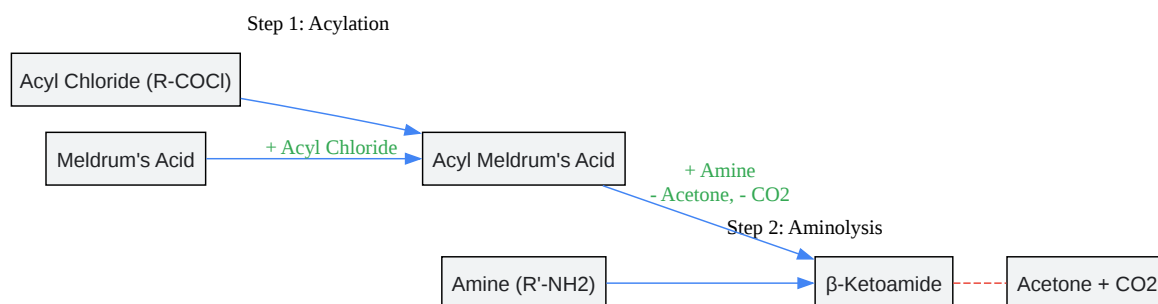 Step 1: Acylation
Acyl Chloride (R-COCl)
Meldrum's Acid
+ Acyl Chloride
Acyl Meldrum's Acid
+ Amine
- Acetone, - CO2
Step 2: Aminolysis
Amine (R'-NH2)
β-Ketoamide
Acetone + CO2